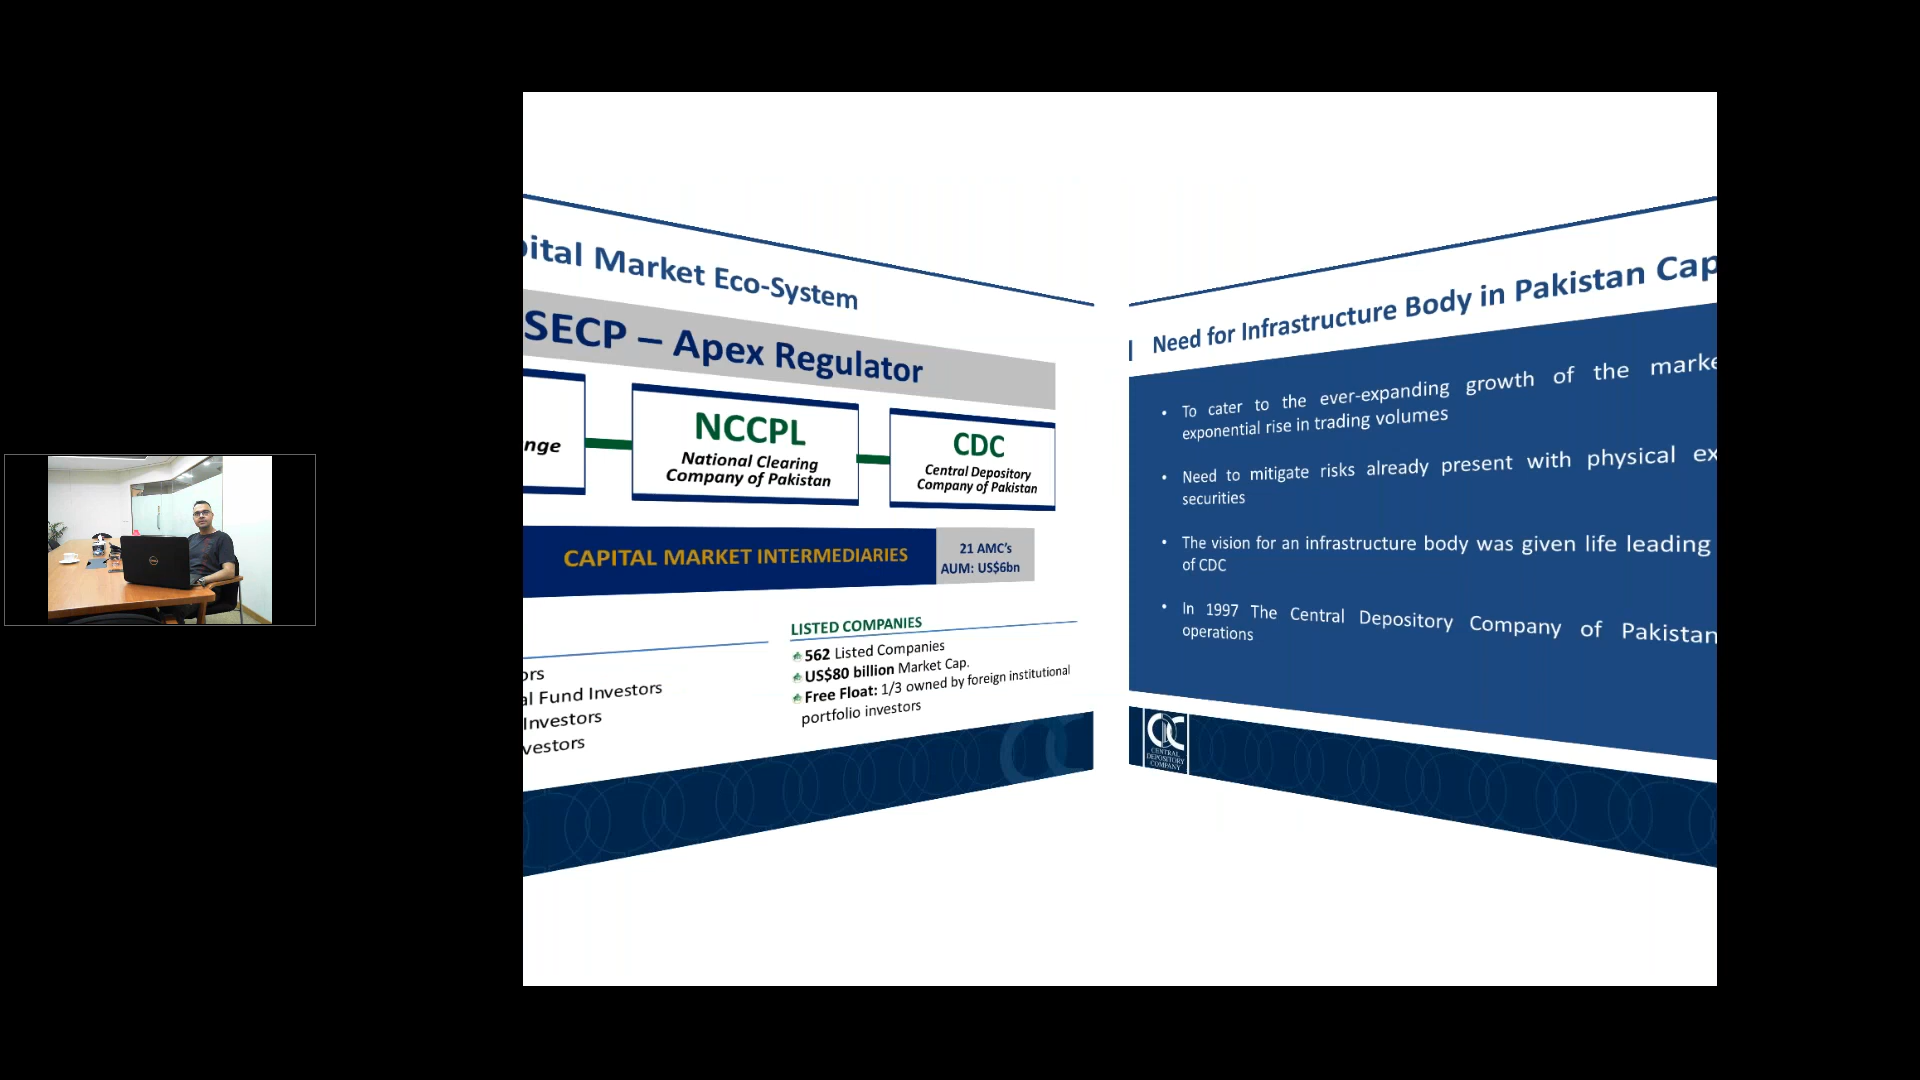 pital Market Eco-System
SECP – Apex Regulator
nge
NCCPL
National Clearing
Company of Pakistan
CDC
Central Depository
Company of Pakistan
CAPITAL MARKET INTERMEDIARIES
21 AMC's
AUM: US$6bn
ors
al Fund Investors
Investors
vestors
LISTED COMPANIES
562 Listed Companies
US$80 billion Market Cap.
Free Float: 1/3 owned by foreign institutional
portfolio investors
Need for Infrastructure Body in Pakistan Cap
• To cater to the ever-expanding growth of the marke
exponential rise in trading volumes
• Need to mitigate risks already present with physical ex
securities
• The vision for an infrastructure body was given life leading
of CDC
• In 1997 The Central Depository Company of Pakistan
operations
CDC
CENTRAL
DEPOSITORY
COMPANY